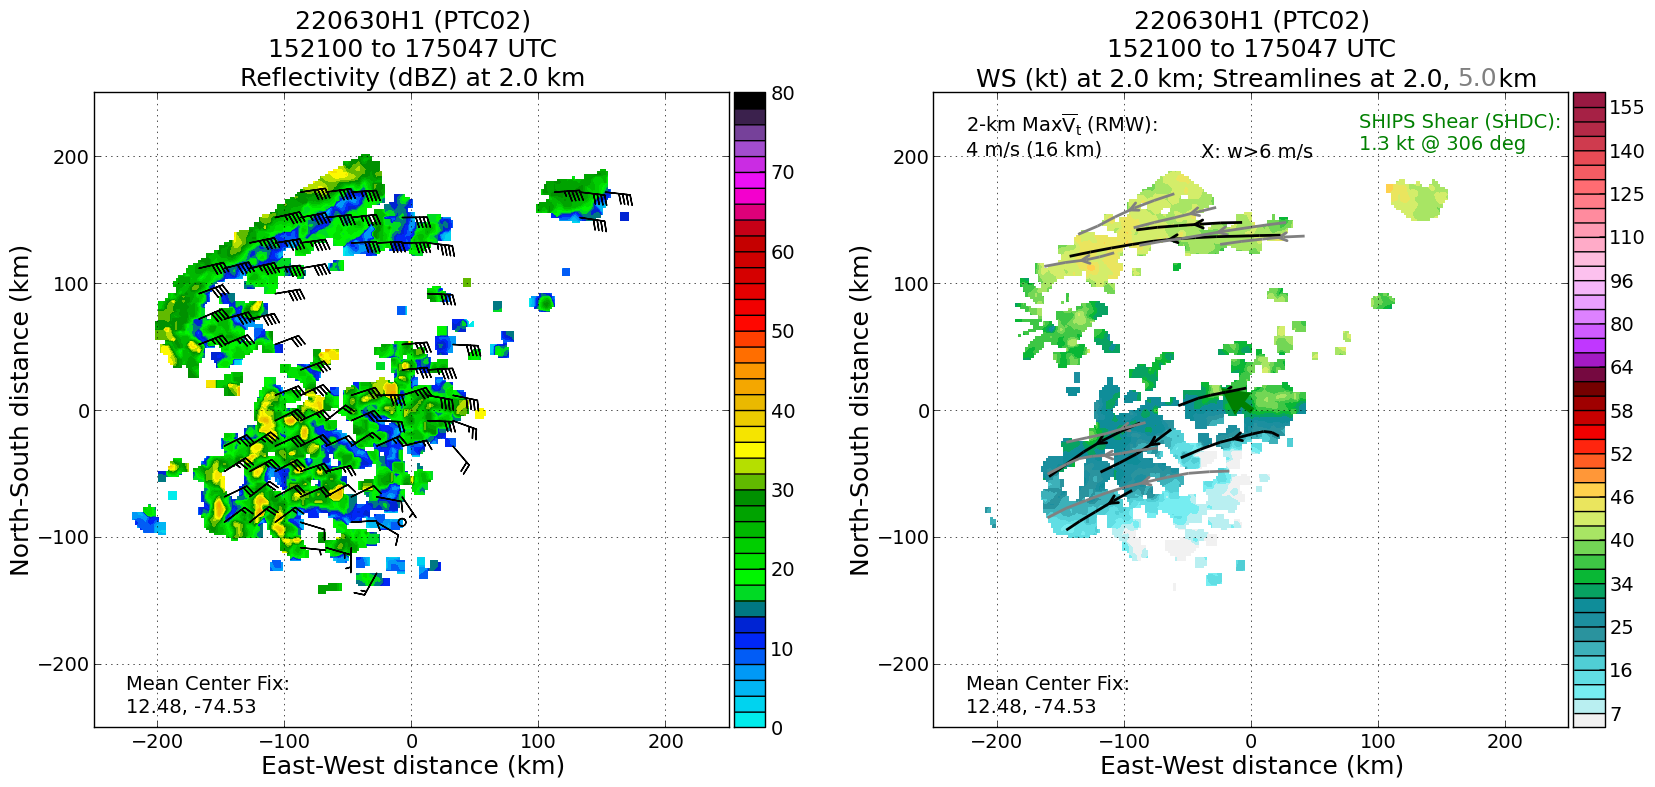 220630H1 (PTC02)
152100 to 175047 UTC
Reflectivity (dBZ) at 2.0 km
200
100
0
−100
−200
−200
−100
0
100
200
North-South distance (km)
East-West distance (km)
Mean Center Fix:
12.48, -74.53
80
70
60
50
40
30
20
10
0
220630H1 (PTC02)
152100 to 175047 UTC
WS (kt) at 2.0 km; Streamlines at 2.0, 5.0 km
2-km MaxV̅ₜ (RMW):
4 m/s (16 km)
X: w>6 m/s
SHIPS Shear (SHDC):
1.3 kt @ 306 deg
200
100
0
−100
−200
−200
−100
0
100
200
North-South distance (km)
East-West distance (km)
Mean Center Fix:
12.48, -74.53
155
140
125
110
96
80
64
58
52
46
40
34
25
16
7